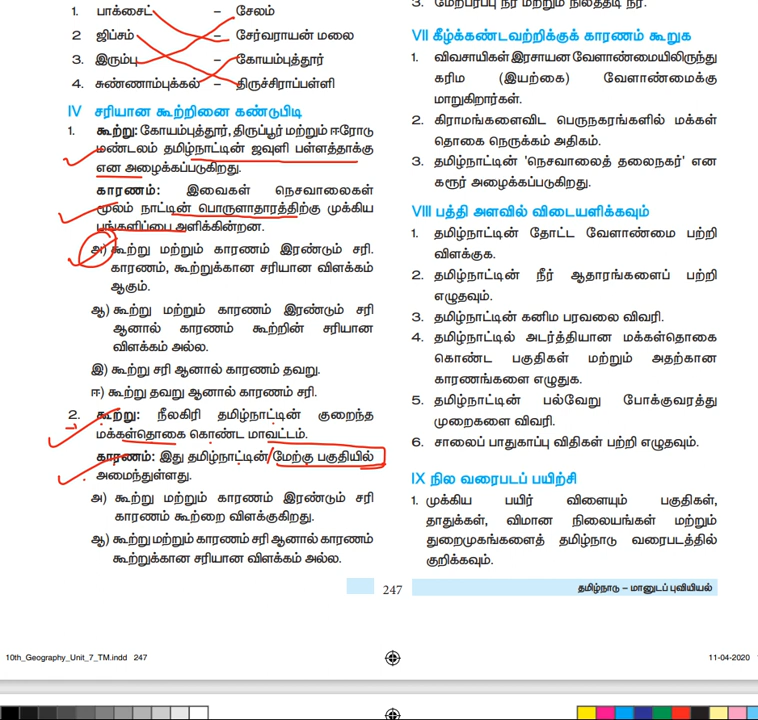 1. பாக்சைட் – சேலம்
2 ஜிப்சம் – சேர்வராயன் மலை
3. இரும்பு – கோயம்புத்தூர்
4. சுண்ணாம்புக்கல் – திருச்சிராப்பள்ளி
IV சரியான கூற்றினை கண்டுபிடி
1. கூற்று: கோயம்புத்தூர், திருப்பூர் மற்றும் ஈரோடு
மண்டலம் தமிழ்நாட்டின் ஜவுளி பள்ளத்தாக்கு
என அழைக்கப்படுகிறது.
காரணம்: இவைகள் நெசவாலைகள்
மூலம் நாட்டின் பொருளாதாரத்திற்கு முக்கிய
பங்களிப்பை அளிக்கின்றன.
அ) கூற்று மற்றும் காரணம் இரண்டும் சரி.
காரணம், கூற்றுக்கான சரியான விளக்கம்
ஆகும்.
ஆ) கூற்று மற்றும் காரணம் இரண்டும் சரி
ஆனால் காரணம் கூற்றின் சரியான
விளக்கம் அல்ல.
இ) கூற்று சரி ஆனால் காரணம் தவறு.
ஈ) கூற்று தவறு ஆனால் காரணம் சரி.
2. கூற்று: நீலகிரி தமிழ்நாட்டின் குறைந்த
மக்கள்தொகை கொண்ட மாவட்டம்.
காரணம்: இது தமிழ்நாட்டின் மேற்கு பகுதியில்
அமைந்துள்ளது.
அ) கூற்று மற்றும் காரணம் இரண்டும் சரி
காரணம் கூற்றை விளக்குகிறது.
ஆ) கூற்று மற்றும் காரணம் சரி ஆனால் காரணம்
கூற்றுக்கான சரியான விளக்கம் அல்ல.
3. மேற்பரப்பு நீர் மற்றும் நிலத்தடி நீர்.
VII கீழ்க்கண்டவற்றிக்குக் காரணம் கூறுக
1. விவசாயிகள் இரசாயன வேளாண்மையிலிருந்து
கரிம (இயற்கை) வேளாண்மைக்கு
மாறுகிறார்கள்.
2. கிராமங்களைவிட பெருநகரங்களில் மக்கள்
தொகை நெருக்கம் அதிகம்.
3. தமிழ்நாட்டின் 'நெசவாலைத் தலைநகர்' என
கரூர் அழைக்கப்படுகிறது.
VIII பத்தி அளவில் விடையளிக்கவும்
1. தமிழ்நாட்டின் தோட்ட வேளாண்மை பற்றி
விளக்குக.
2. தமிழ்நாட்டின் நீர் ஆதாரங்களைப் பற்றி
எழுதவும்.
3. தமிழ்நாட்டின் கனிம பரவலை விவரி.
4. தமிழ்நாட்டில் அடர்த்தியான மக்கள்தொகை
கொண்ட பகுதிகள் மற்றும் அதற்கான
காரணங்களை எழுதுக.
5. தமிழ்நாட்டின் பல்வேறு போக்குவரத்து
முறைகளை விவரி.
6. சாலைப் பாதுகாப்பு விதிகள் பற்றி எழுதவும்.
IX நில வரைபடப் பயிற்சி
1. முக்கிய பயிர் விளையும் பகுதிகள்,
தாதுக்கள், விமான நிலையங்கள் மற்றும்
துறைமுகங்களைத் தமிழ்நாடு வரைபடத்தில்
குறிக்கவும்.
247 தமிழ்நாடு – மானுடப் புவியியல்
10th_Geography_Unit_7_TM.indd 247 11-04-2020